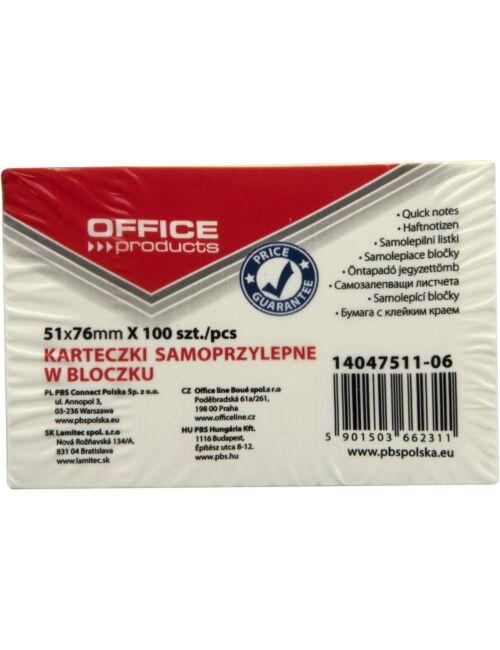 OFFICE
products
PRICE
GUARANTEE
• Quick notes
• Haftnotizen
• Samolepilni listki
• Samolepiace bločky
• Öntapadó jegyzettömb
• Самозалепващи листчета
• Samolepící bločky
• Бумага с клейким краем
51x76mm X 100 szt./pcs
KARTECZKI SAMOPRZYLEPNE
W BLOCZKU
PL PBS Connect Polska Sp. z o.o.
ul. Annopol 3,
03-236 Warszawa
www.pbspolska.eu
SK Lamitec spol. s.r.o
Nová Rožňavská 134/A,
831 04 Bratislava
www.lamitec.sk
CZ Office line Boué spol.s r.o
Poděbradská 61a/261,
198 00 Praha
www.officeline.cz
HU PBS Hungária Kft.
1116 Budapest,
Építész utca 8-12.
www.pbs.hu
14047511-06
5 901503 662311
www.pbspolska.eu